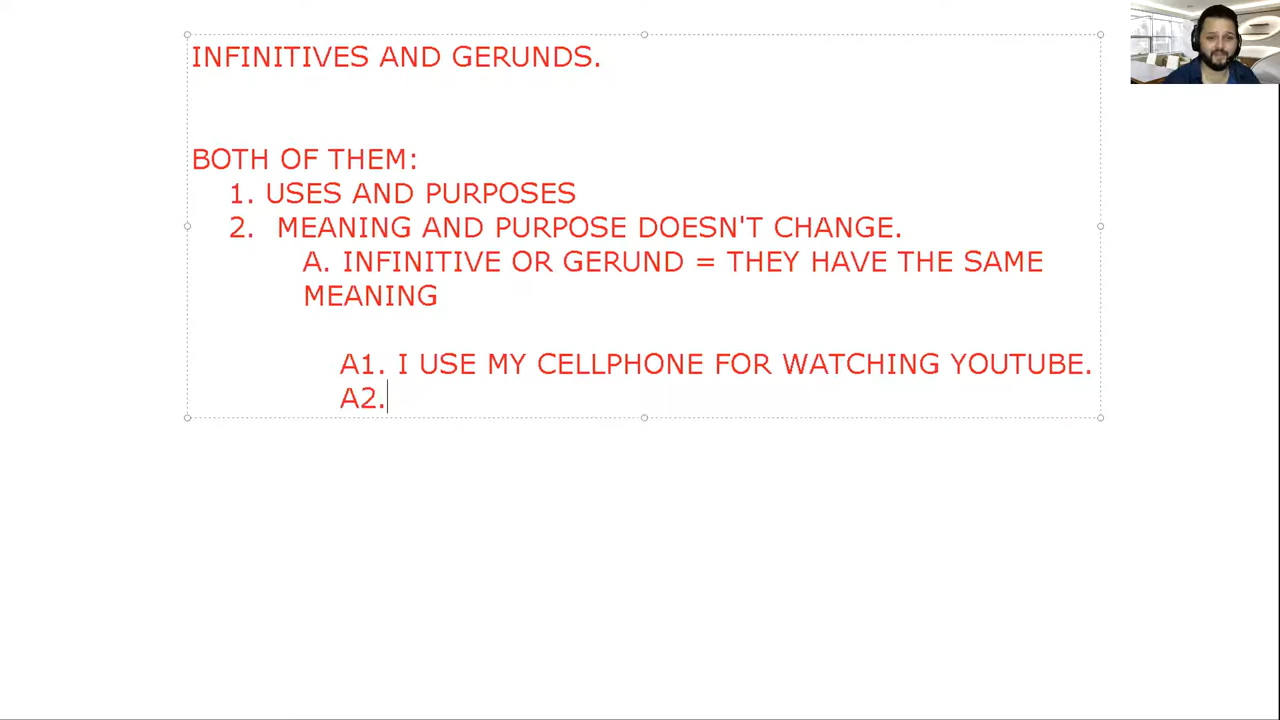 INFINITIVES AND GERUNDS.
BOTH OF THEM:
1. USES AND PURPOSES
2. MEANING AND PURPOSE DOESN'T CHANGE.
A. INFINITIVE OR GERUND = THEY HAVE THE SAME
MEANING
A1. I USE MY CELLPHONE FOR WATCHING YOUTUBE.
A2.